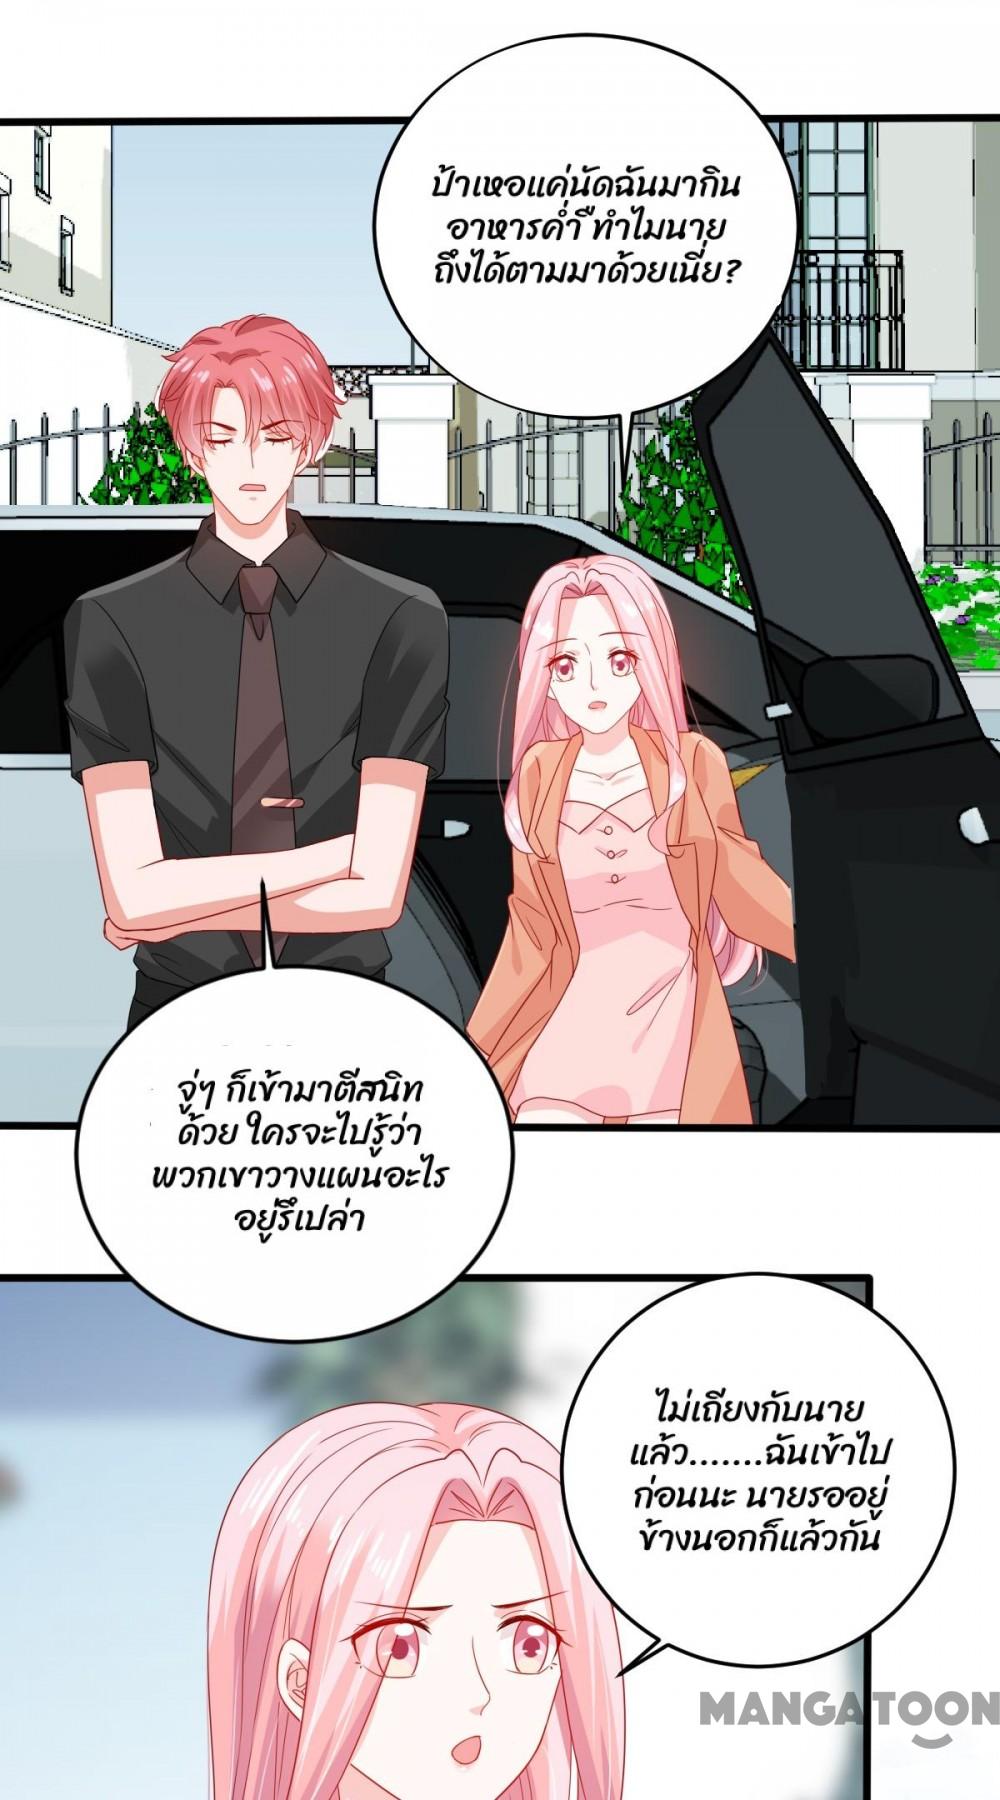 ป้าเหอแค่นัดฉันมากิน
อาหารค่ำ ทำไมนาย
ถึงได้ตามมาด้วยเนี่ย?
จู่ๆ ก็เข้ามาตีสนิท
ด้วย ใครจะไปรู้ว่า
พวกเขาวางแผนอะไร
อยู่รึเปล่า
ไม่เถียงกับนาย
แล้ว.......ฉันเข้าไป
ก่อนนะ นายรออยู่
ข้างนอกก็แล้วกัน
MANGATOON